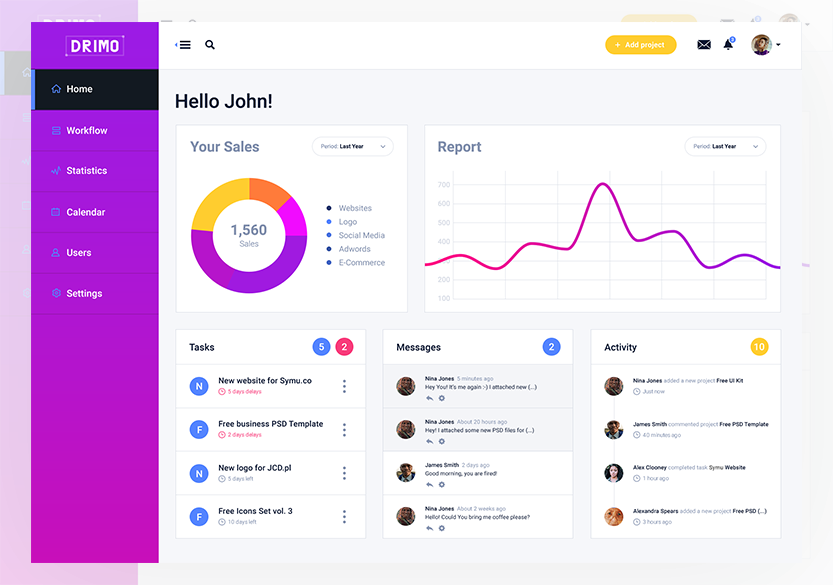 DRIMO
+ Add project
3
Home
Workflow
Statistics
Calendar
Users
Settings
Hello John!
Your Sales
Period: Last Year
1,560
Sales
Websites
Logo
Social Media
Adwords
E-Commerce
Report
Period: Last Year
700
600
500
400
200
100
Tasks
5
2
N
New website for Symu.co
5 days delays
F
Free business PSD Template
2 days delays
N
New logo for JCD.pl
5 days left
F
Free Icons Set vol. 3
10 days left
Messages
2
Nina Jones 5 minutes ago
Hey You! It's me again :-) I attached new (...)
Nina Jones About 20 hours ago
Hey! I attached some new PSD files for (...)
James Smith 2 days ago
Good morning, you are fired!
Nina Jones About 2 weeks ago
Hello! Could You bring me coffee please?
Activity
10
Nina Jones added a new project Free UI Kit
Just now
James Smith commented project Free PSD Template
40 minutes ago
Alex Clooney completed task Symu Website
1 hour ago
Alexandra Spears added a new project Free PSD (...)
3 hours ago